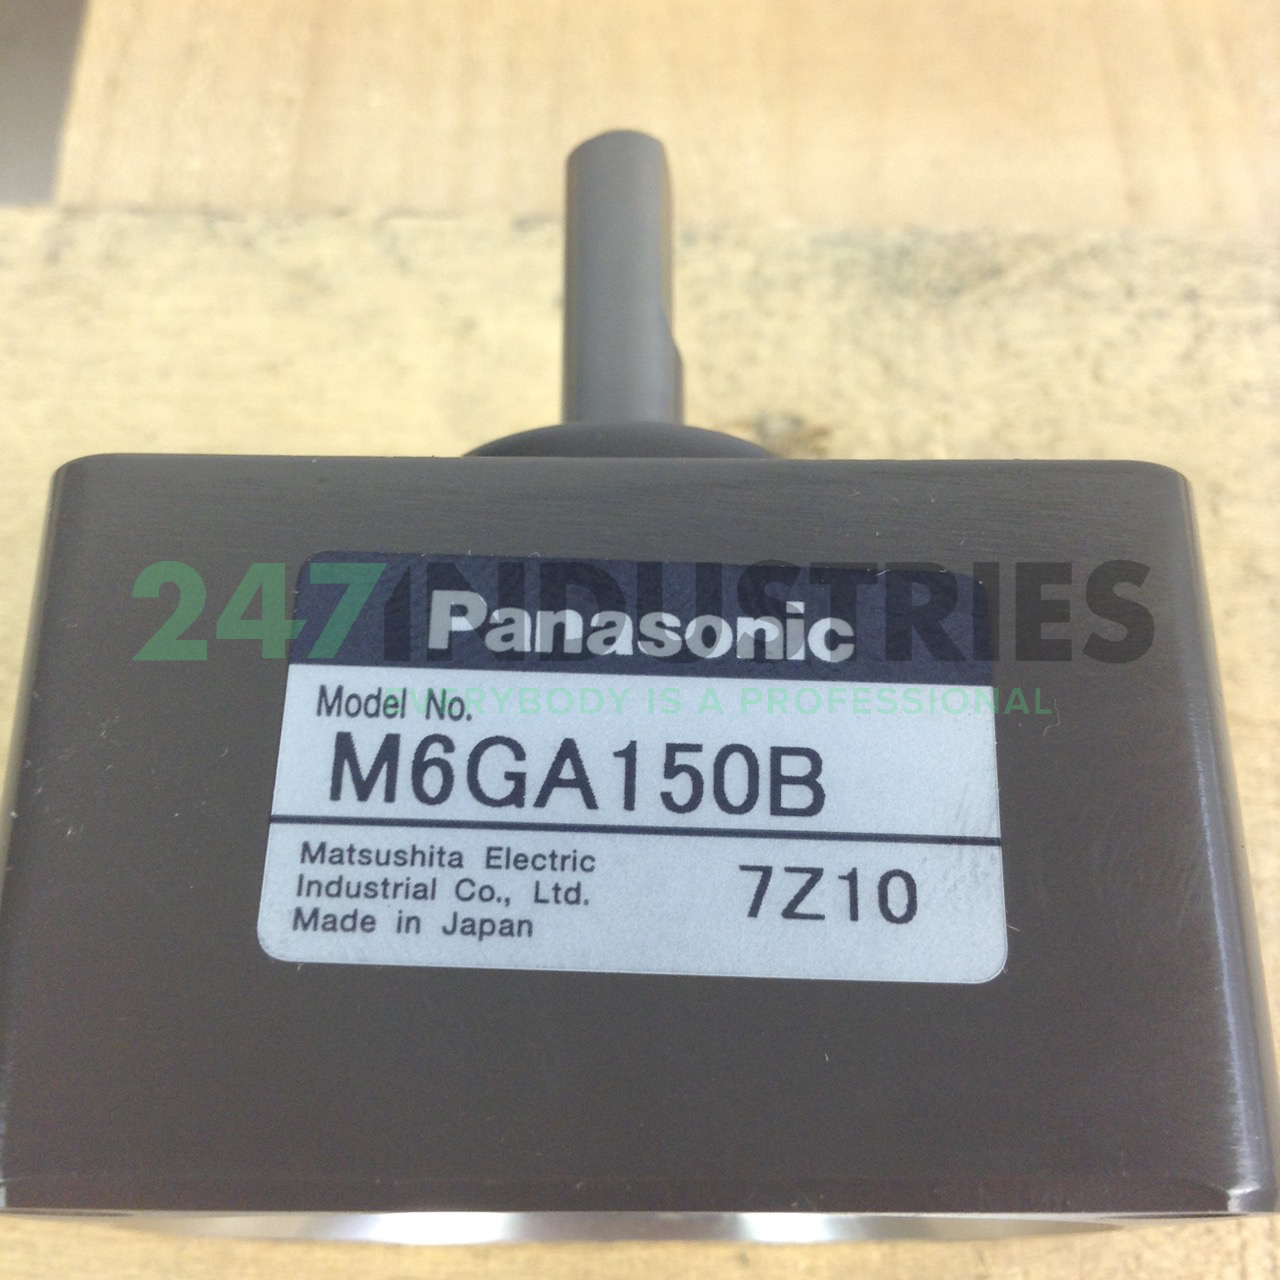 247INDUSTRIES
Panasonic
EVERYBODY IS A PROFESSIONAL
Model No.
M6GA150B
Matsushita Electric
Industrial Co., Ltd.
Made in Japan
7Z10